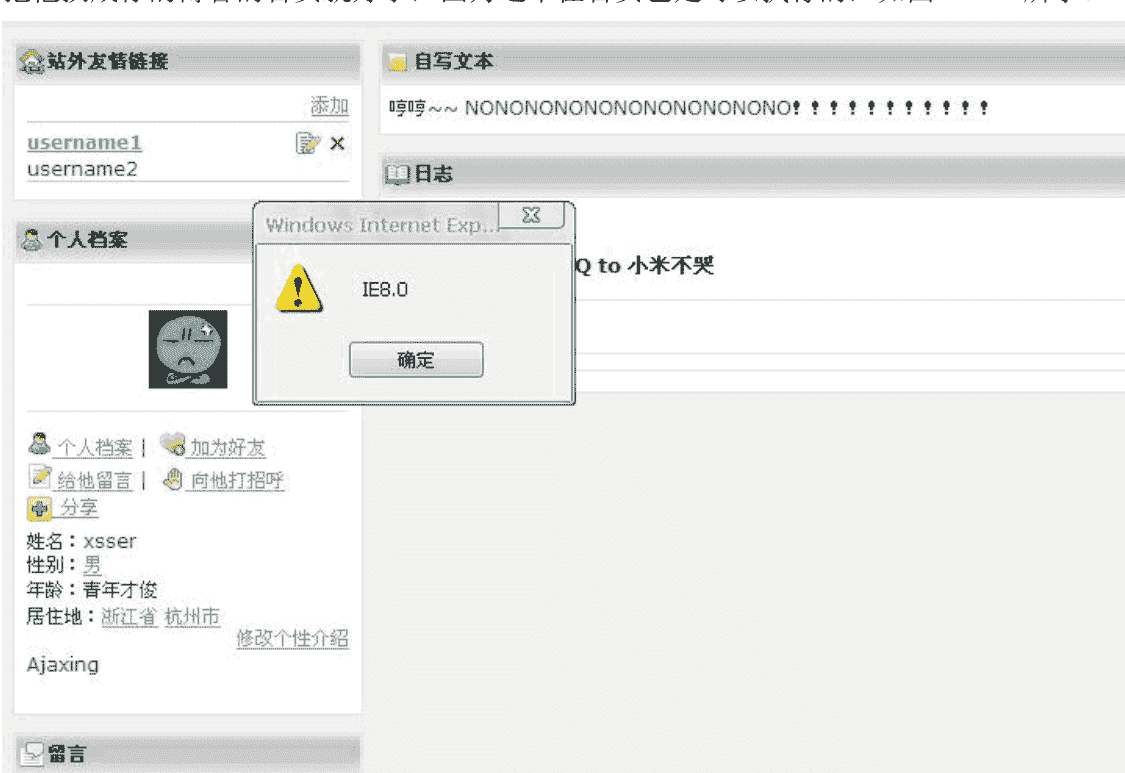 站外友情链接
添加
username1
username2
个人档案
个人档案 | 加为好友
给他留言 | 向他打招呼
分享
姓名：xsser
性别：男
年龄：青年才俊
居住地：浙江省 杭州市
修改个性介绍
Ajaxing
留言
自写文本
哼哼~~ NONONONONONONONONONONO！！！！！！！！！！！
日志
Q to 小米不哭
Windows Internet Exp...
IE8.0
确定